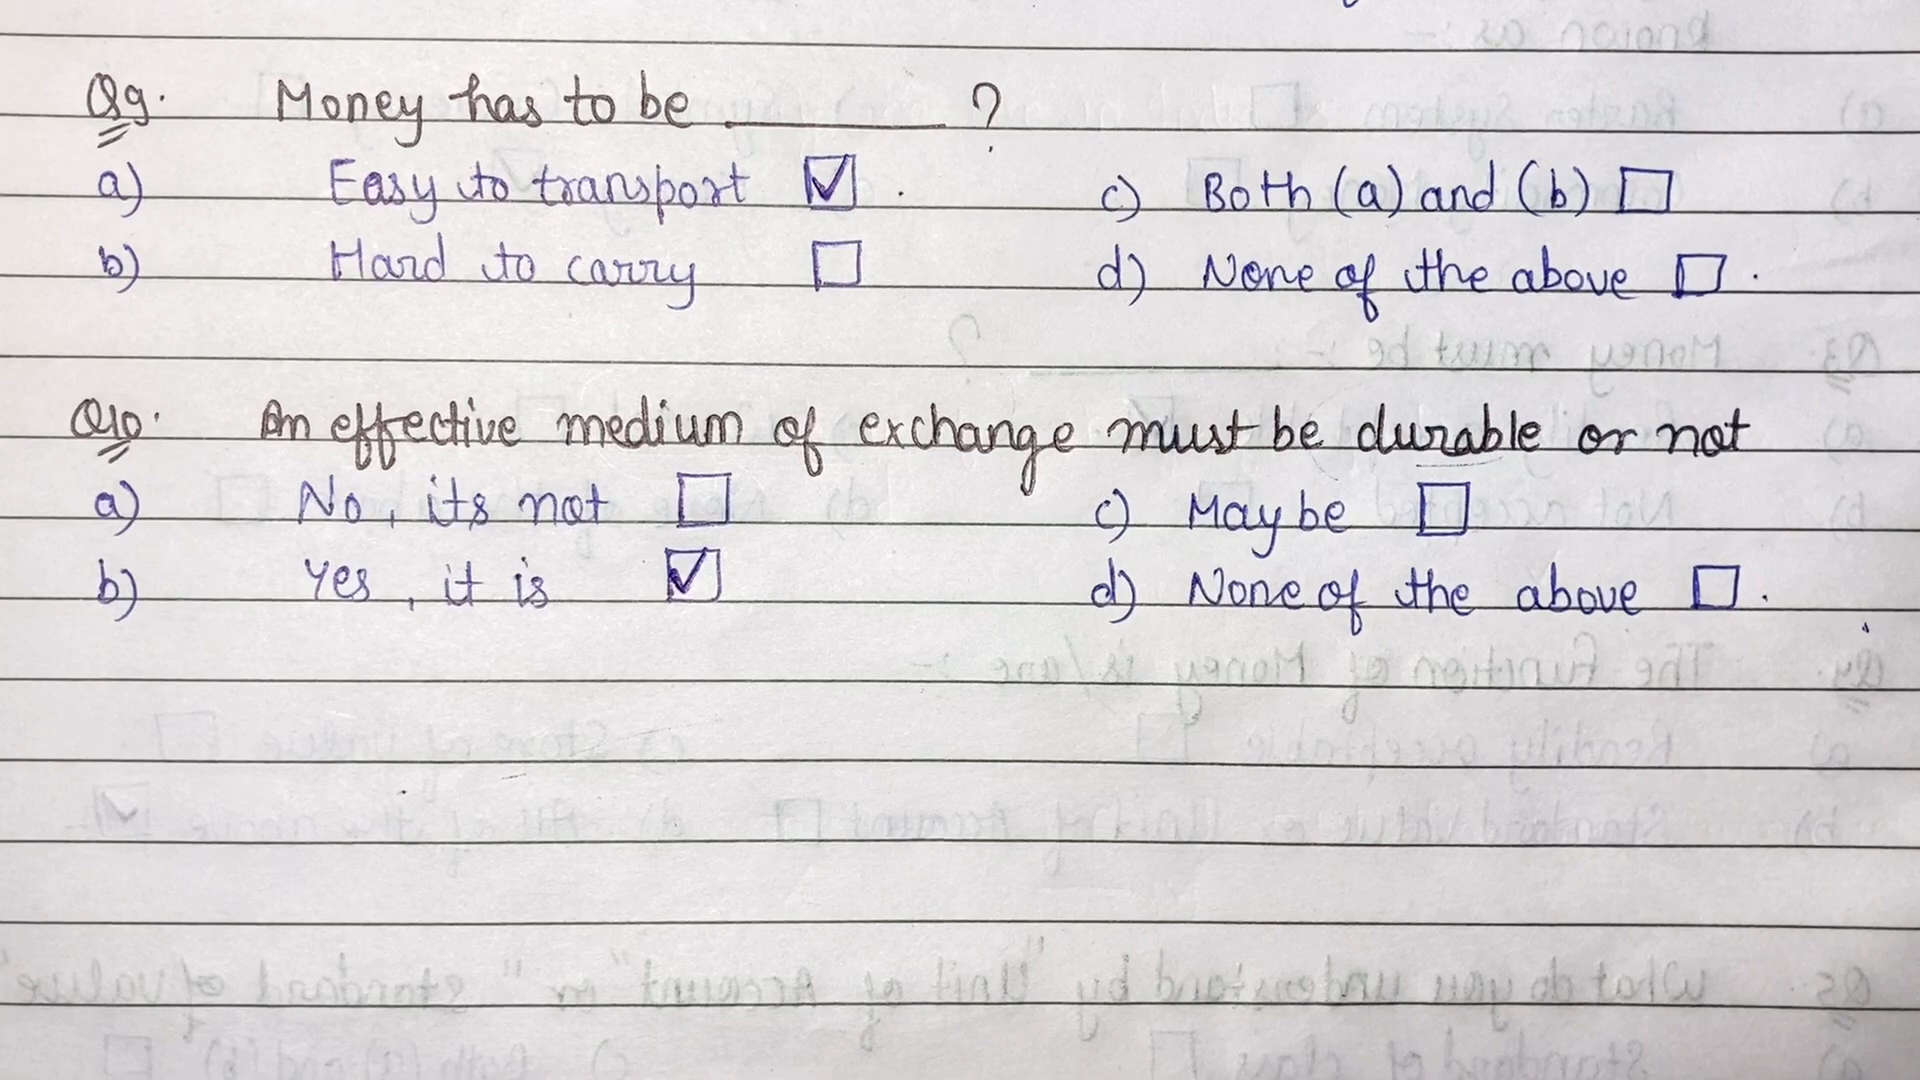 Q9. Money has to be ________ ?
a) Easy to transport ☑ . c) Both (a) and (b) ☐
b) Hard to carry ☐ d) None of the above ☐ .
Q10. An effective medium of exchange must be durable or not
a) No, its not ☐ c) May be ☐
b) Yes, it is ☑ d) None of the above ☐ .